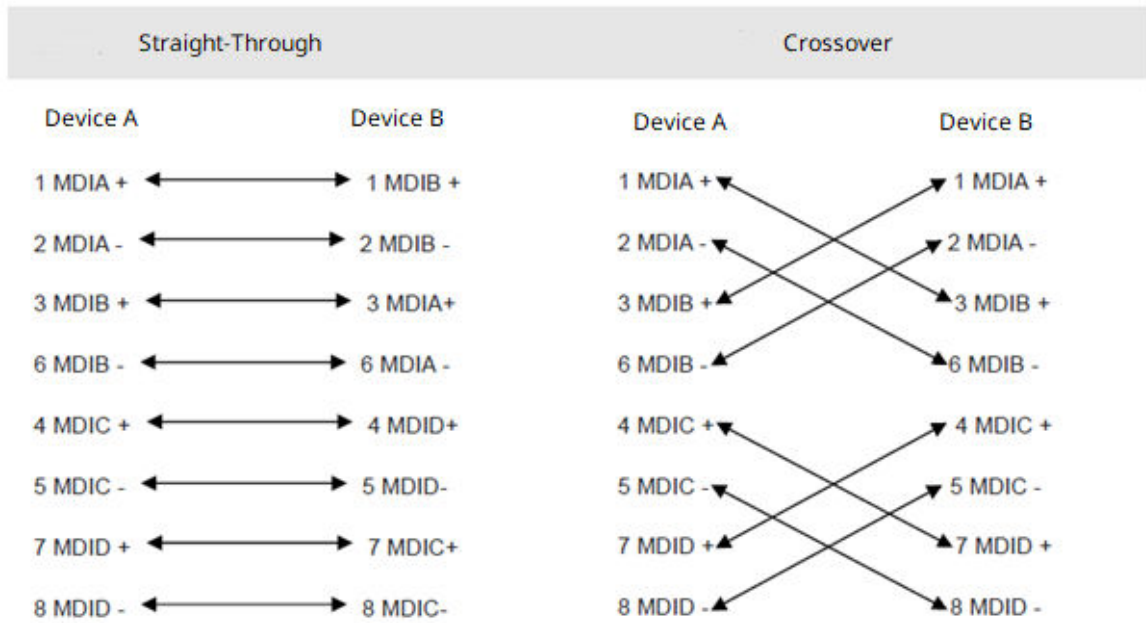 Straight-Through Crossover
Device A Device B Device A Device B
1 MDIA + 1 MDIB + 1 MDIA + 1 MDIA +
2 MDIA - 2 MDIB - 2 MDIA - 2 MDIA -
3 MDIB + 3 MDIA+ 3 MDIB + 3 MDIB +
6 MDIB - 6 MDIA - 6 MDIB - 6 MDIB -
4 MDIC + 4 MDID+ 4 MDIC + 4 MDIC +
5 MDIC - 5 MDID- 5 MDIC - 5 MDIC -
7 MDID + 7 MDIC+ 7 MDID + 7 MDID +
8 MDID - 8 MDIC- 8 MDID - 8 MDID -